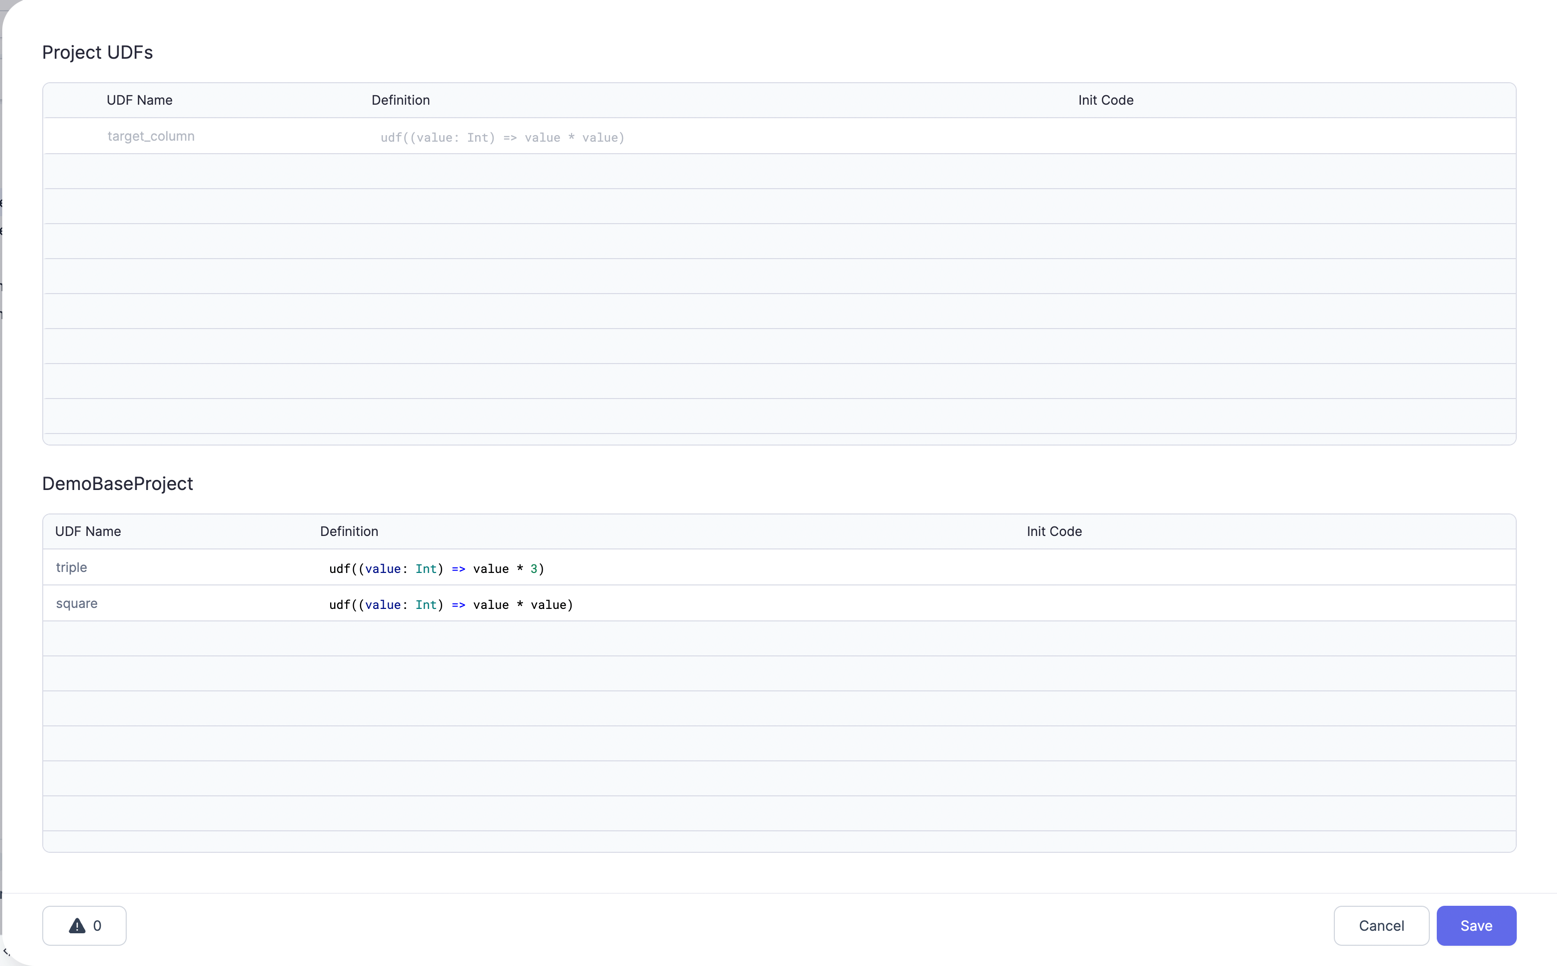 Project UDFs
UDF Name Definition Init Code
target_column udf((value: Int) => value * value)
DemoBaseProject
UDF Name Definition Init Code
triple udf((value: Int) => value * 3)
square udf((value: Int) => value * value)
0 Cancel Save